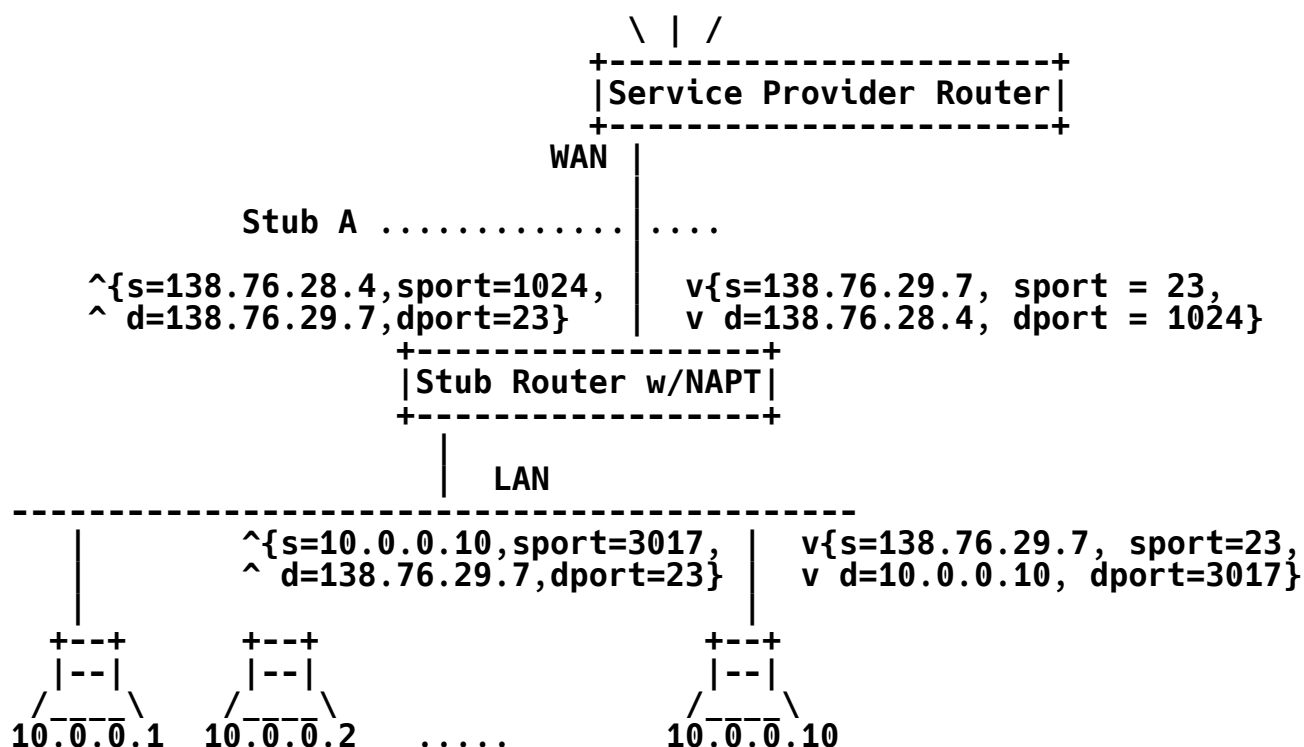 \ | /
+-----------------------+
|Service Provider Router|
+-----------------------+
WAN |
|
Stub A .............|....
|
^{s=138.76.28.4,sport=1024, | v{s=138.76.29.7, sport = 23,
^ d=138.76.29.7,dport=23} | v d=138.76.28.4, dport = 1024}
+------------------+
|Stub Router w/NAPT|
+------------------+
|
| LAN
--------------------------------------------
| ^{s=10.0.0.10,sport=3017, | v{s=138.76.29.7, sport=23,
| ^ d=138.76.29.7,dport=23} | v d=10.0.0.10, dport=3017}
| |
+--+ +--+ +--+
|--| |--| |--|
/____\ /____\ /____\
10.0.0.1 10.0.0.2 ..... 10.0.0.10